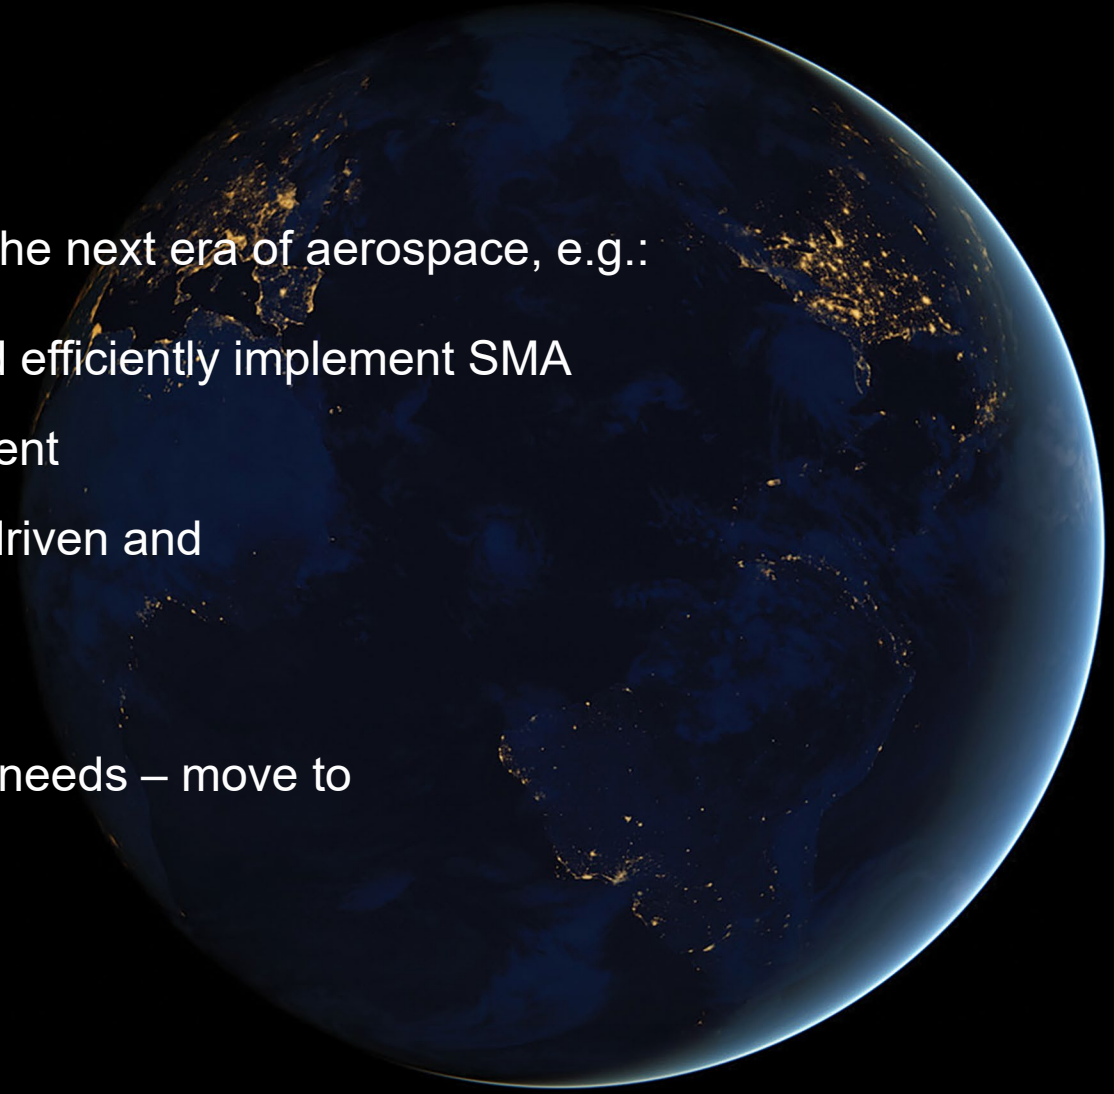 he next era of aerospace, e.g.:
efficiently implement SMA
ent
driven and
needs – move to